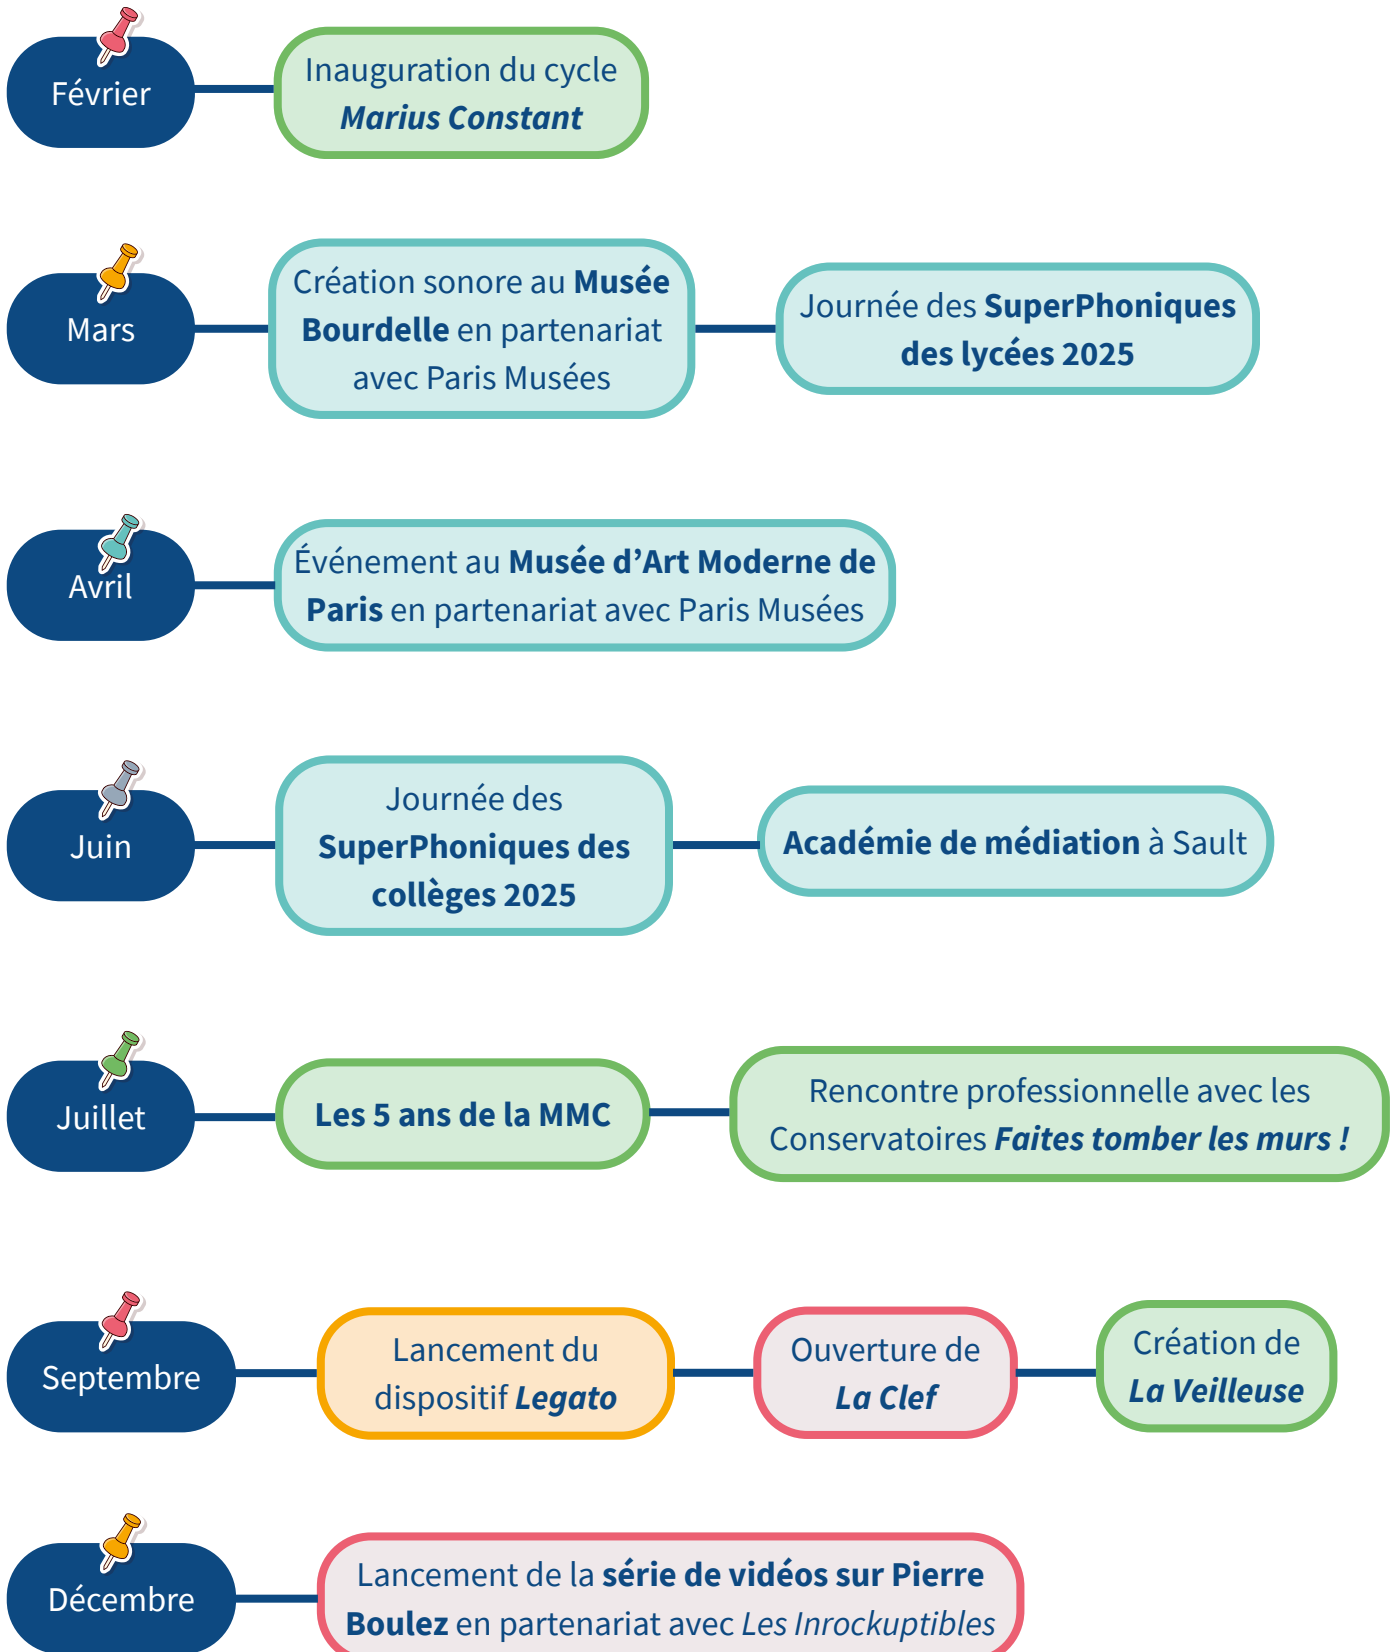 Février
Inauguration du cycle
Marius Constant
Mars
Création sonore au Musée
Bourdelle en partenariat
avec Paris Musées
Journée des SuperPhoniques
des lycées 2025
Avril
Événement au Musée d’Art Moderne de
Paris en partenariat avec Paris Musées
Juin
Journée des
SuperPhoniques des
collèges 2025
Académie de médiation à Sault
Juillet
Les 5 ans de la MMC
Rencontre professionnelle avec les
Conservatoires Faites tomber les murs !
Septembre
Lancement du
dispositif Legato
Ouverture de
La Clef
Création de
La Veilleuse
Décembre
Lancement de la série de vidéos sur Pierre
Boulez en partenariat avec Les Inrockuptibles